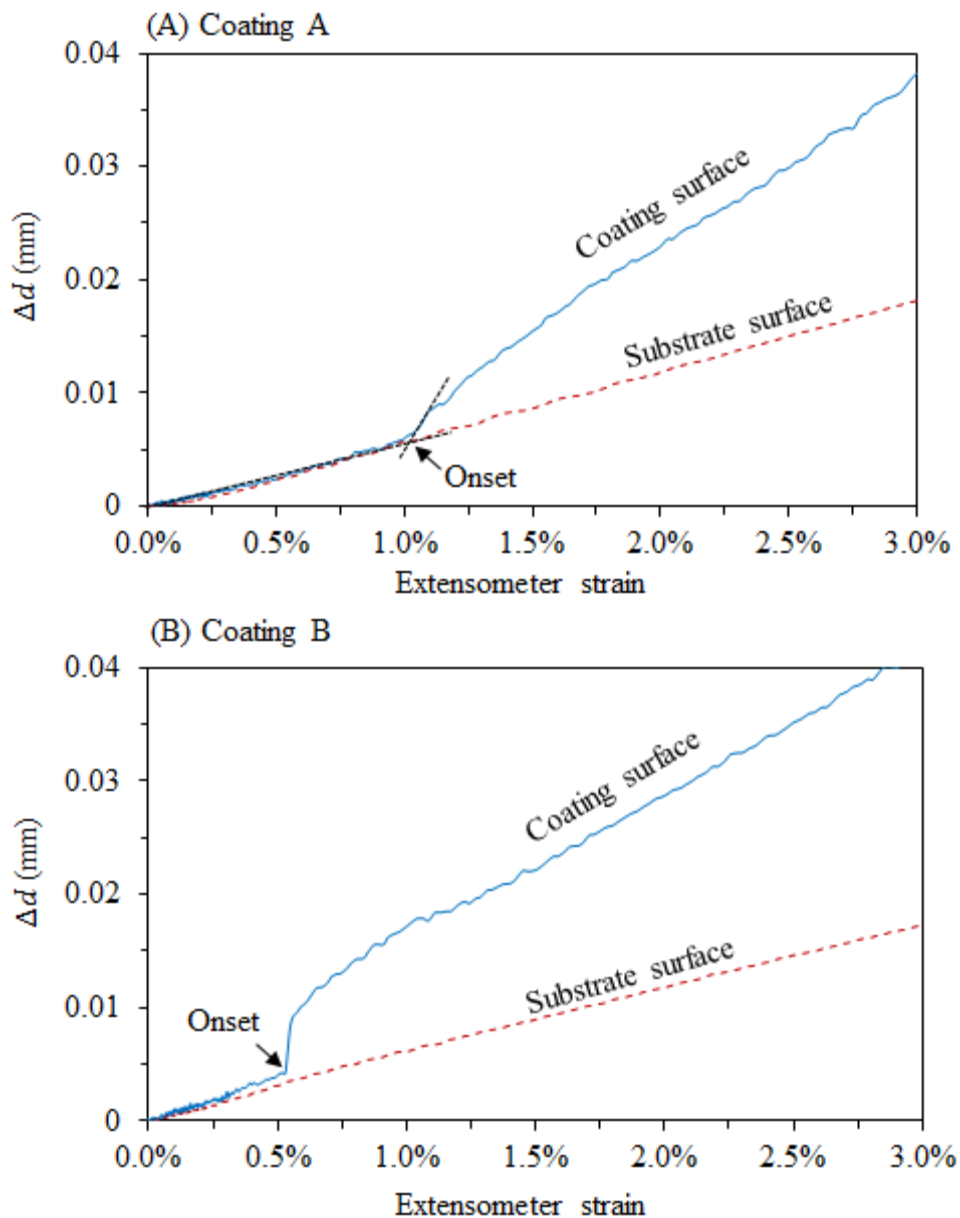 (A) Coating A
0.04
0.03
0.02
0.01
0
Δd (mm)
Coating surface
Substrate surface
Onset
0.0% 0.5% 1.0% 1.5% 2.0% 2.5% 3.0%
Extensometer strain
(B) Coating B
0.04
0.03
0.02
0.01
0
Δd (mm)
Coating surface
Substrate surface
Onset
0.0% 0.5% 1.0% 1.5% 2.0% 2.5% 3.0%
Extensometer strain